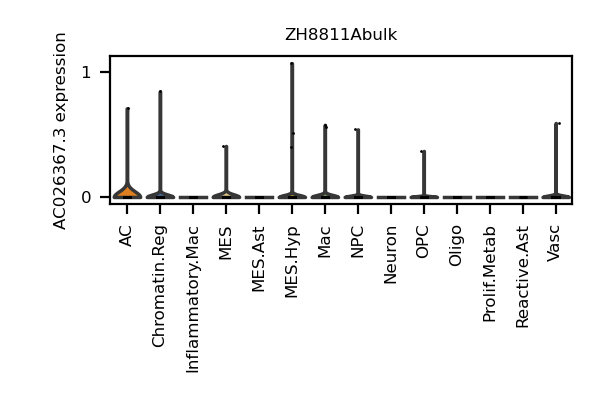 ZH8811Abulk
AC026367.3 expression
1
0
AC
Chromatin.Reg
Inflammatory.Mac
MES
MES.Ast
MES.Hyp
Mac
NPC
Neuron
OPC
Oligo
Prolif.Metab
Reactive.Ast
Vasc